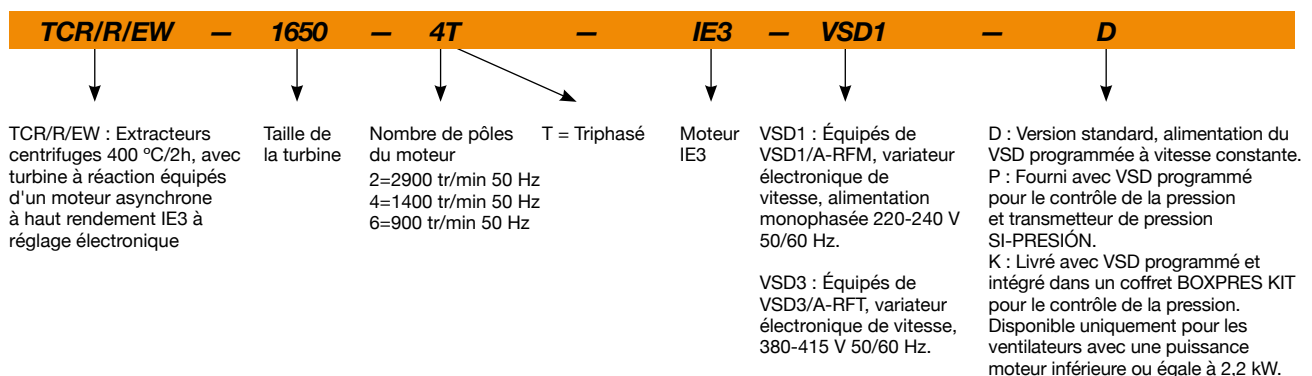 TCR/R/EW — 1650 — 4T — IE3 — VSD1 — D
TCR/R/EW : Extracteurs
centrifuges 400 ºC/2h, avec
turbine à réaction équipés
d'un moteur asynchrone
à haut rendement IE3 à
réglage électronique
Taille de
la turbine
Nombre de pôles
du moteur
2=2900 tr/min 50 Hz
4=1400 tr/min 50 Hz
6=900 tr/min 50 Hz
T = Triphasé
Moteur
IE3
VSD1 : Équipés de
VSD1/A-RFM, variateur
électronique de
vitesse, alimentation
monophasée 220-240 V
50/60 Hz.
VSD3 : Équipés de
VSD3/A-RFT, variateur
électronique de vitesse,
380-415 V 50/60 Hz.
D : Version standard, alimentation du
VSD programmée à vitesse constante.
P : Fourni avec VSD programmé
pour le contrôle de la pression
et transmetteur de pression
SI-PRESIÓN.
K : Livré avec VSD programmé et
intégré dans un coffret BOXPRES KIT
pour le contrôle de la pression.
Disponible uniquement pour les
ventilateurs avec une puissance
moteur inférieure ou égale à 2,2 kW.